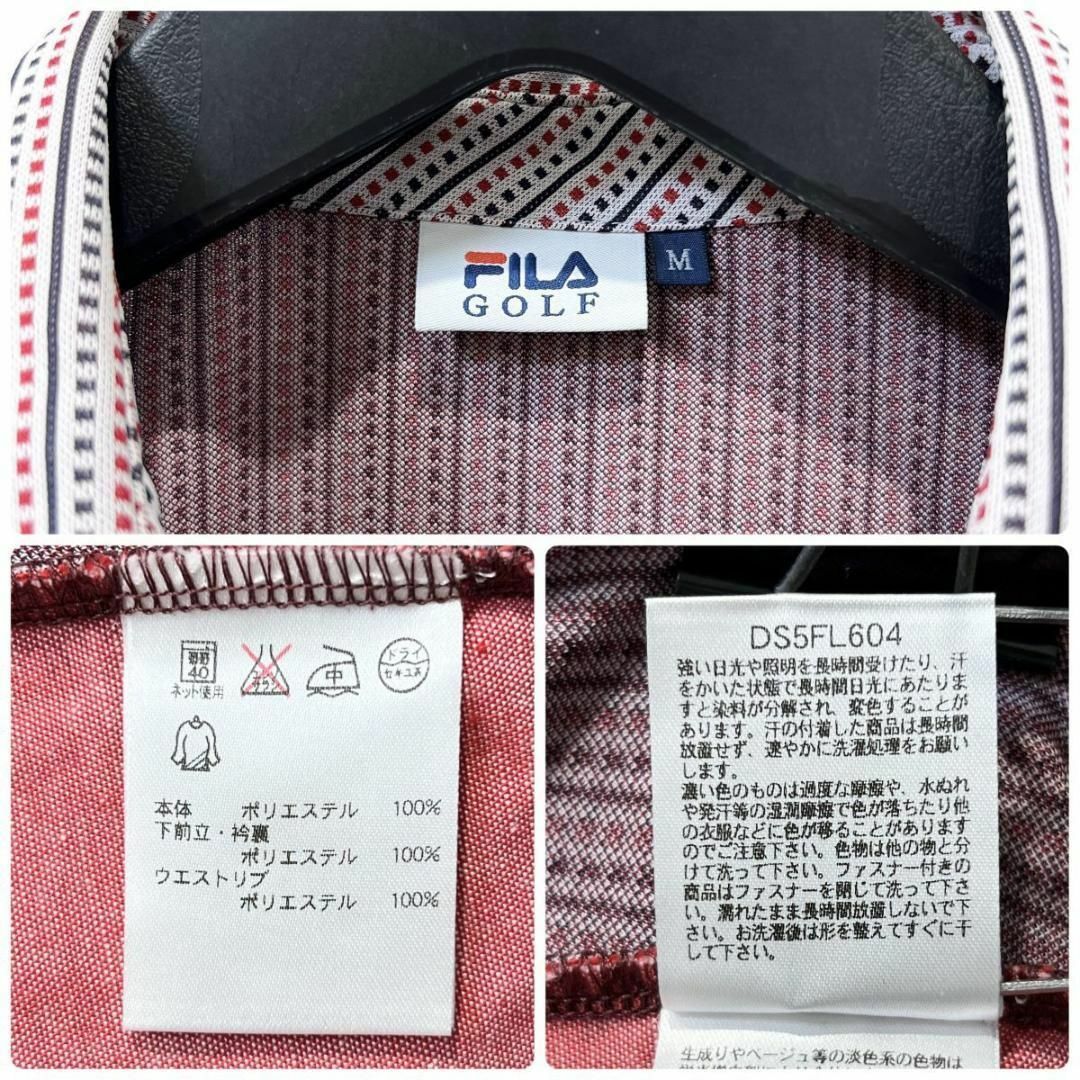 FILA
GOLF
M
40
ネット使用
エンソサラシ
中
ドライ
セキユ系
本体 ポリエステル 100%
下前立・衿裏
ポリエステル 100%
ウエストリブ
ポリエステル 100%
DS5FL604
強い日光や照明を長時間受けたり、汗
をかいた状態で長時間日光にあたりま
すと染料が分解され、変色することが
あります。汗の付着した商品は長時間
放置せず、速やかに洗濯処理をお願い
します。
濃い色のものは過度な摩擦や、水ぬれ
や発汗等の湿潤摩擦で色が落ちたり他
の衣服などに色が移ることがあります
のでご注意下さい。色物は他の物と分
けて洗って下さい。ファスナー付きの
商品はファスナーを閉じて洗って下さ
い。濡れたまま長時間放置しないで下
さい。お洗濯後は形を整えてすぐに干
して下さい。
生成りやベージュ等の淡色系の色物は